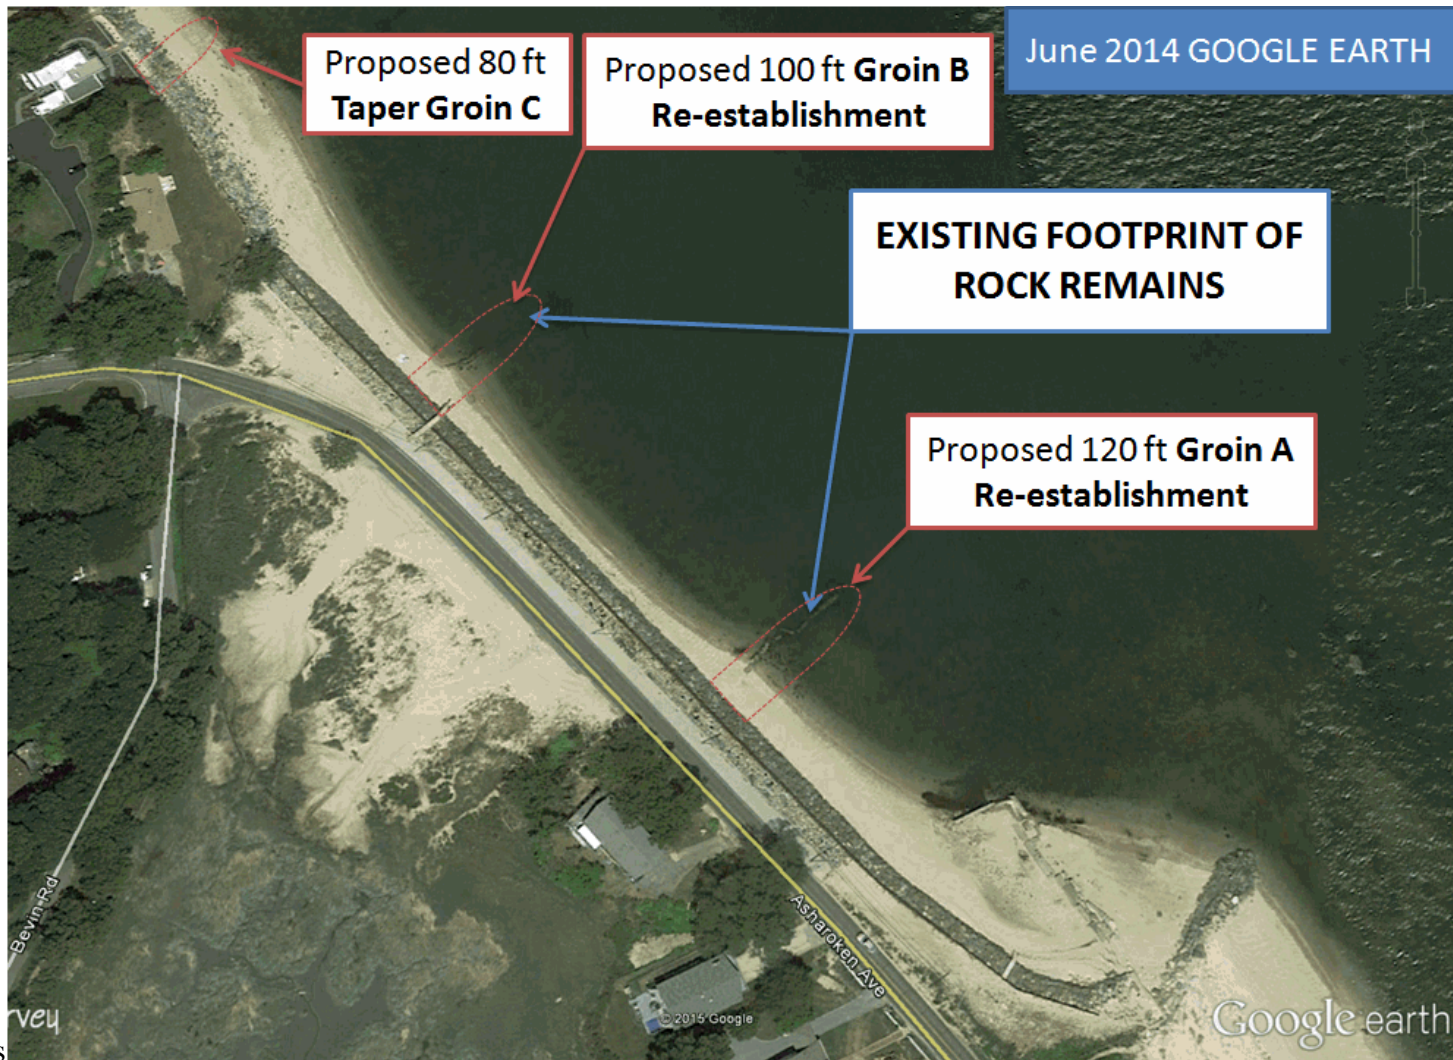 June 2014 GOOGLE EARTH
Proposed 80 ft
Taper Groin C
Proposed 100 ft Groin B
Re-establishment
EXISTING FOOTPRINT OF
ROCK REMAINS
Proposed 120 ft Groin A
Re-establishment
Bevin Rd
Asharoken Ave
rvey
© 2015 Google
Google earth
s